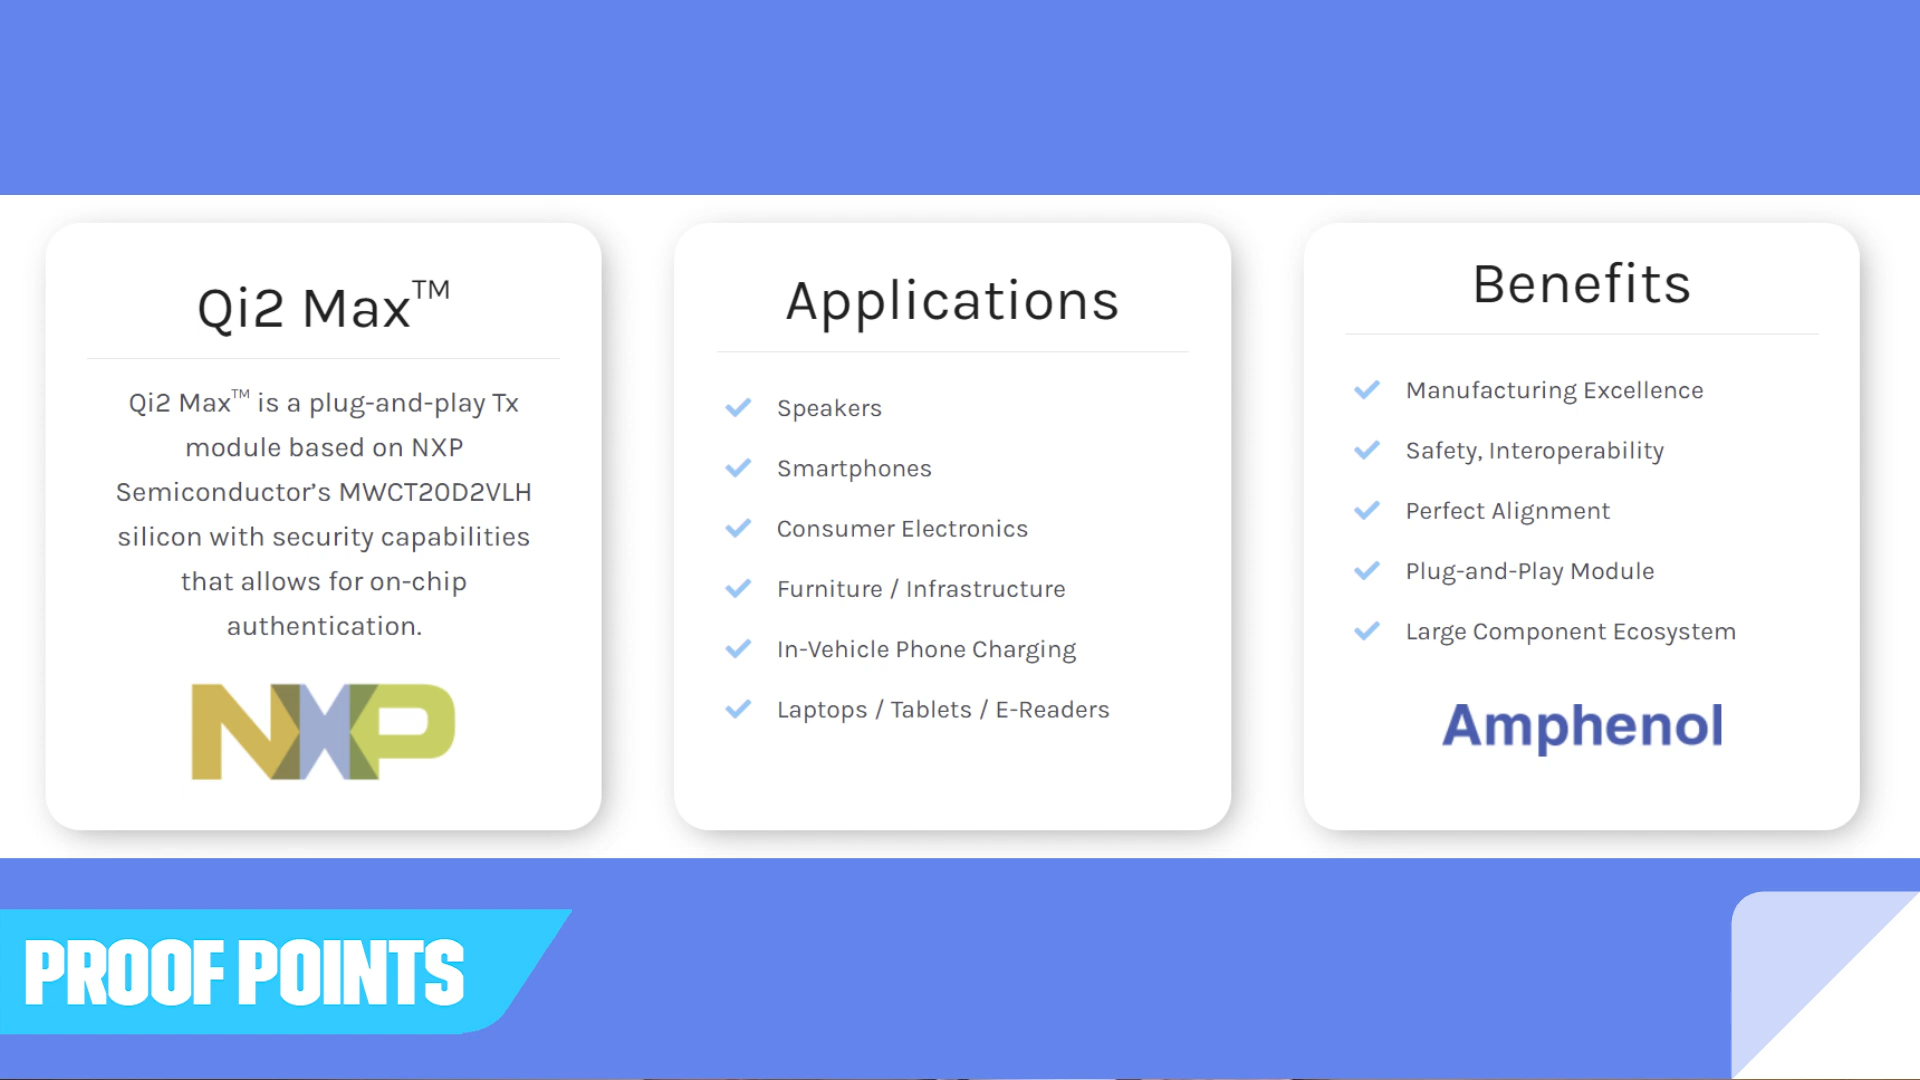 Qi2 Max™
Qi2 Max™ is a plug-and-play Tx
module based on NXP
Semiconductor’s MWCT20D2VLH
silicon with security capabilities
that allows for on-chip
authentication.
NXP
Applications
Speakers
Smartphones
Consumer Electronics
Furniture / Infrastructure
In-Vehicle Phone Charging
Laptops / Tablets / E-Readers
Benefits
Manufacturing Excellence
Safety, Interoperability
Perfect Alignment
Plug-and-Play Module
Large Component Ecosystem
Amphenol
PROOF POINTS